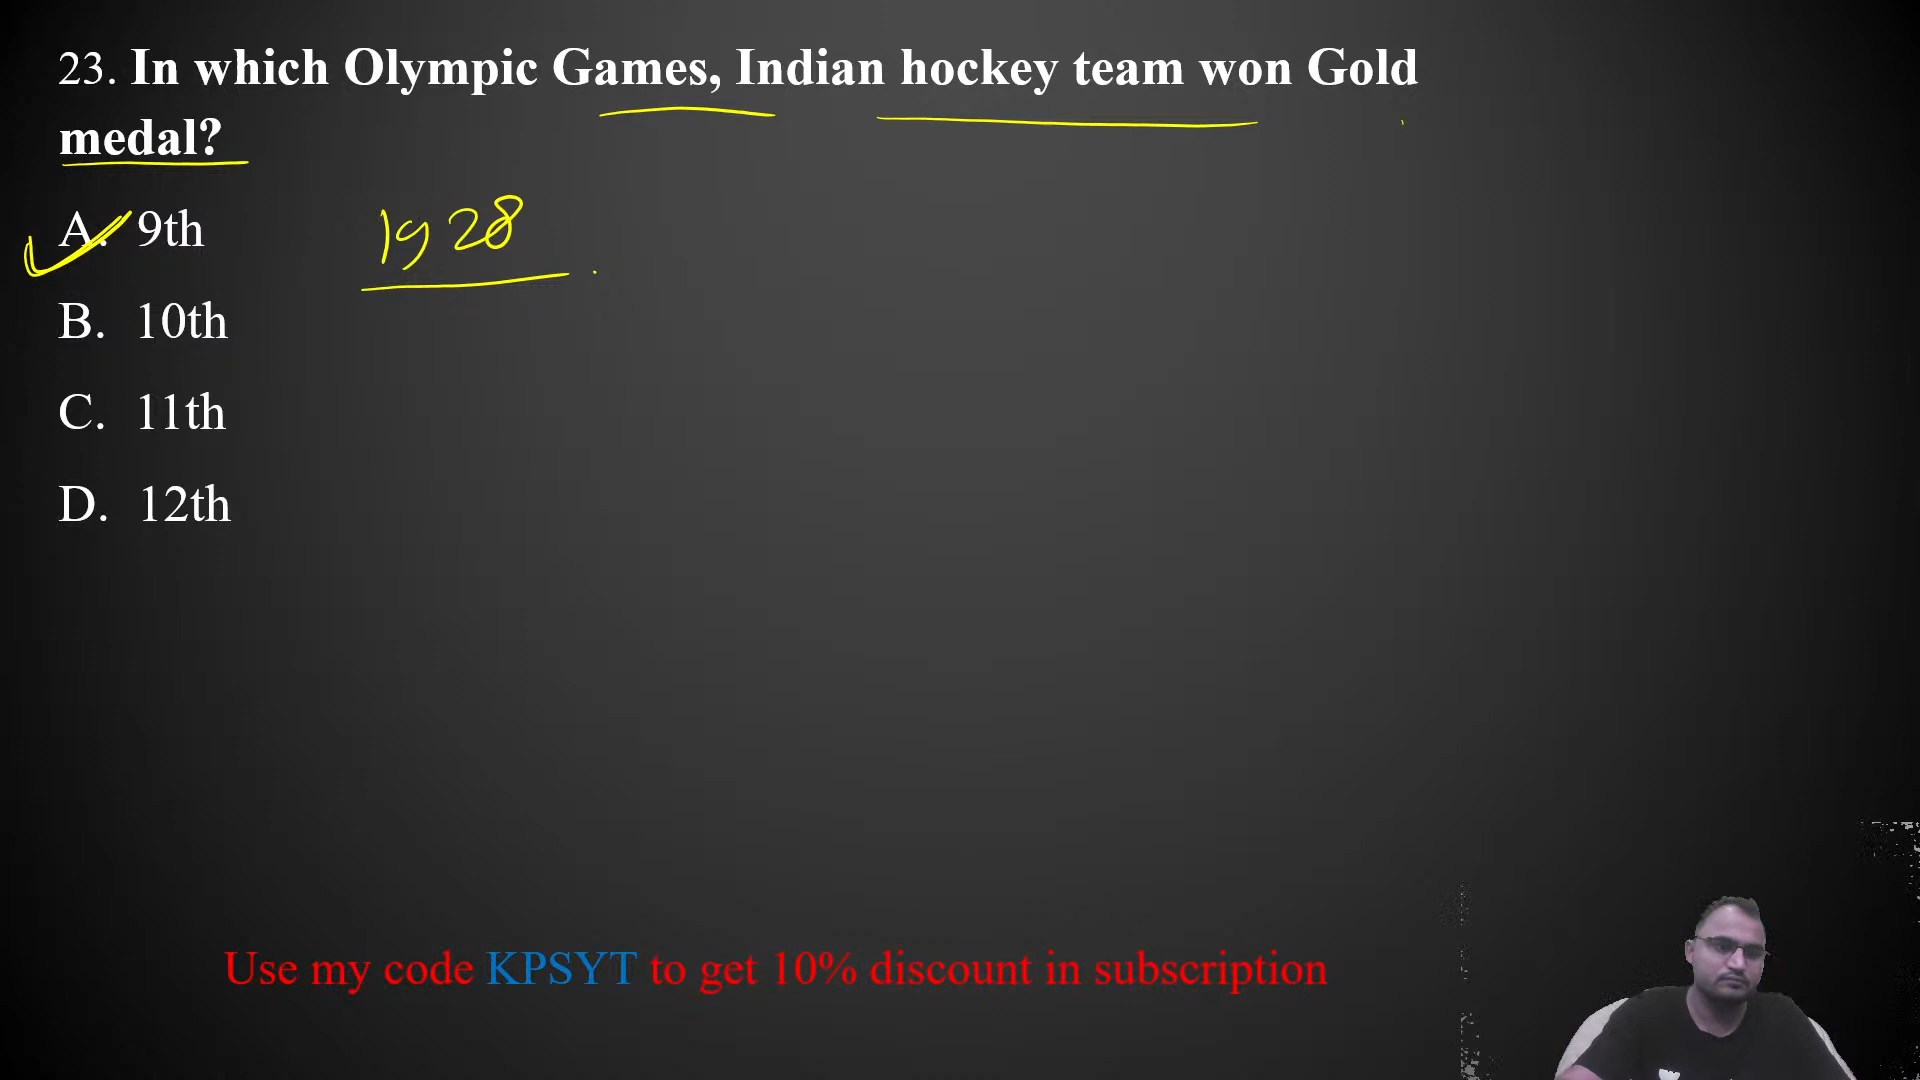 23. In which Olympic Games, Indian hockey team won Gold
medal?
A. 9th
1928
B. 10th
C. 11th
D. 12th
Use my code KPSYT to get 10% discount in subscription